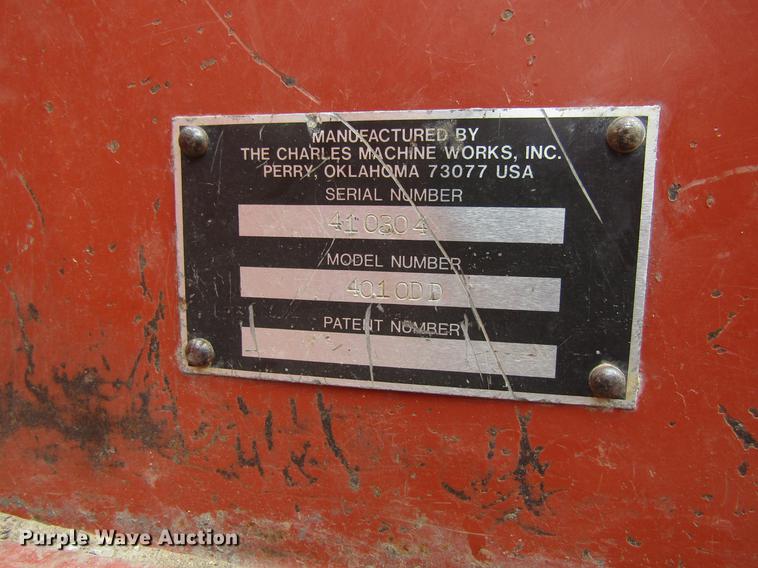 MANUFACTURED BY
THE CHARLES MACHINE WORKS, INC.
PERRY, OKLAHOMA 73077 USA
SERIAL NUMBER
410304
MODEL NUMBER
4010DD
PATENT NUMBER
Purple Wave Auction